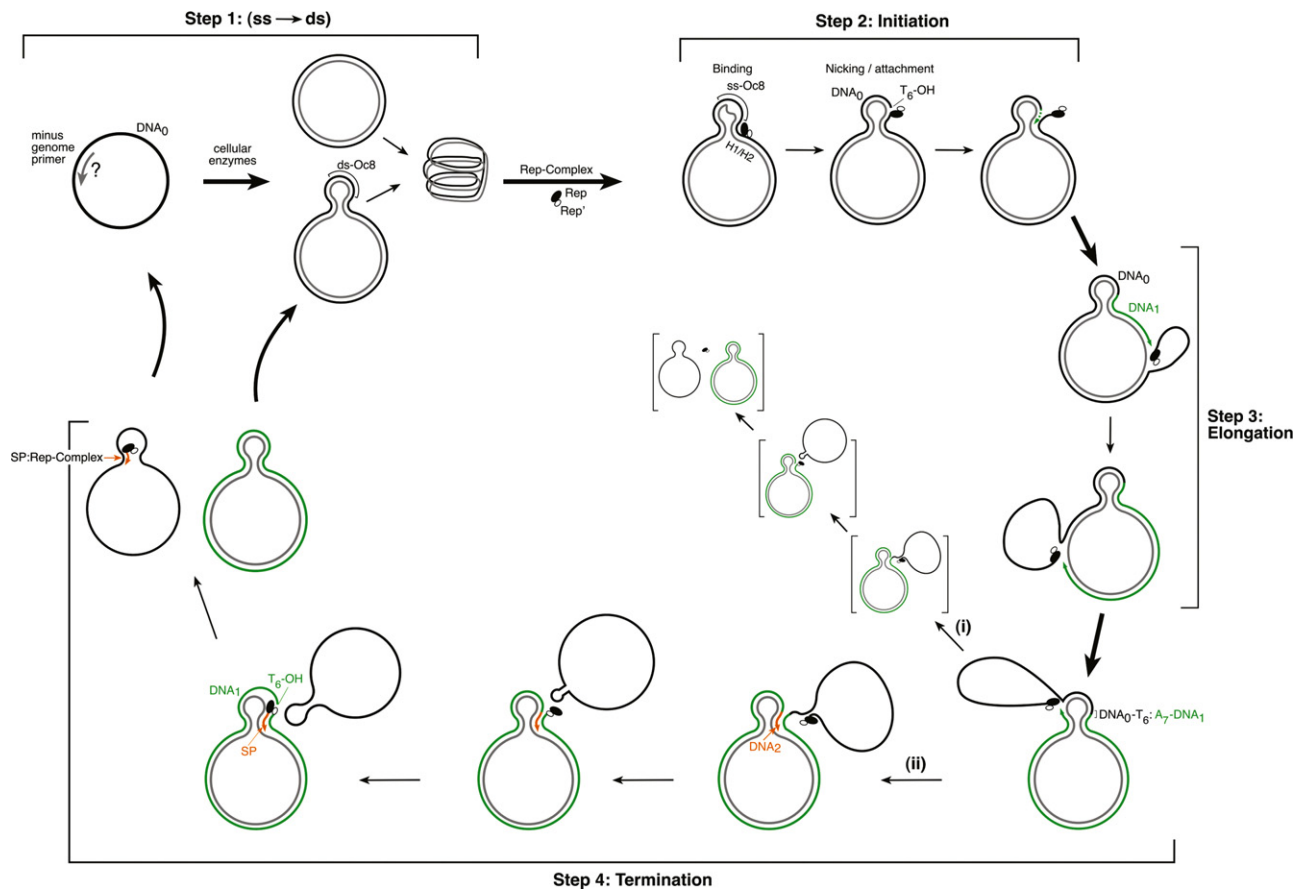 Step 1: (ss → ds)
Step 2: Initiation
Binding
ss-Oc8
Nicking / attachment
DNA0
T6-OH
minus
genome
primer
DNA0
?
cellular
enzymes
ds-Oc8
Rep-Complex
Rep
Rep'
H1/H2
DNA0
DNA1
Step 3:
Elongation
SP:Rep-Complex
(i)
DNA0-T6: A7-DNA1
DNA1
T6-OH
SP
DNA2
(ii)
Step 4: Termination